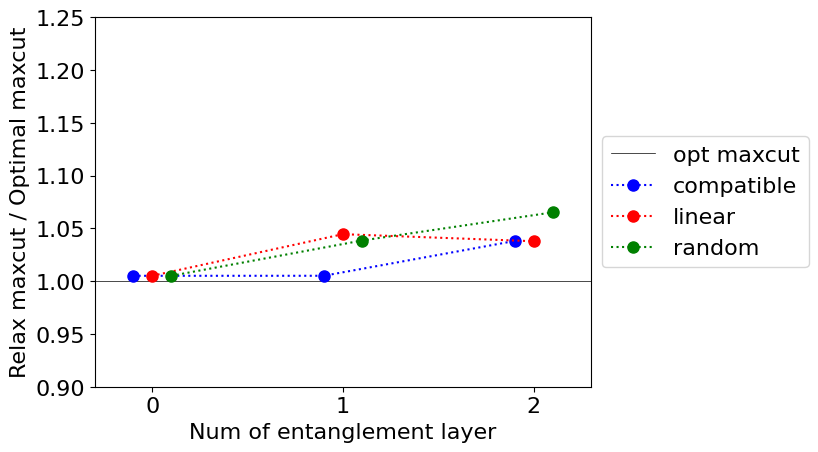 Relax maxcut / Optimal maxcut
1.25
1.20
1.15
1.10
1.05
1.00
0.95
0.90
0
1
2
Num of entanglement layer
opt maxcut
compatible
linear
random